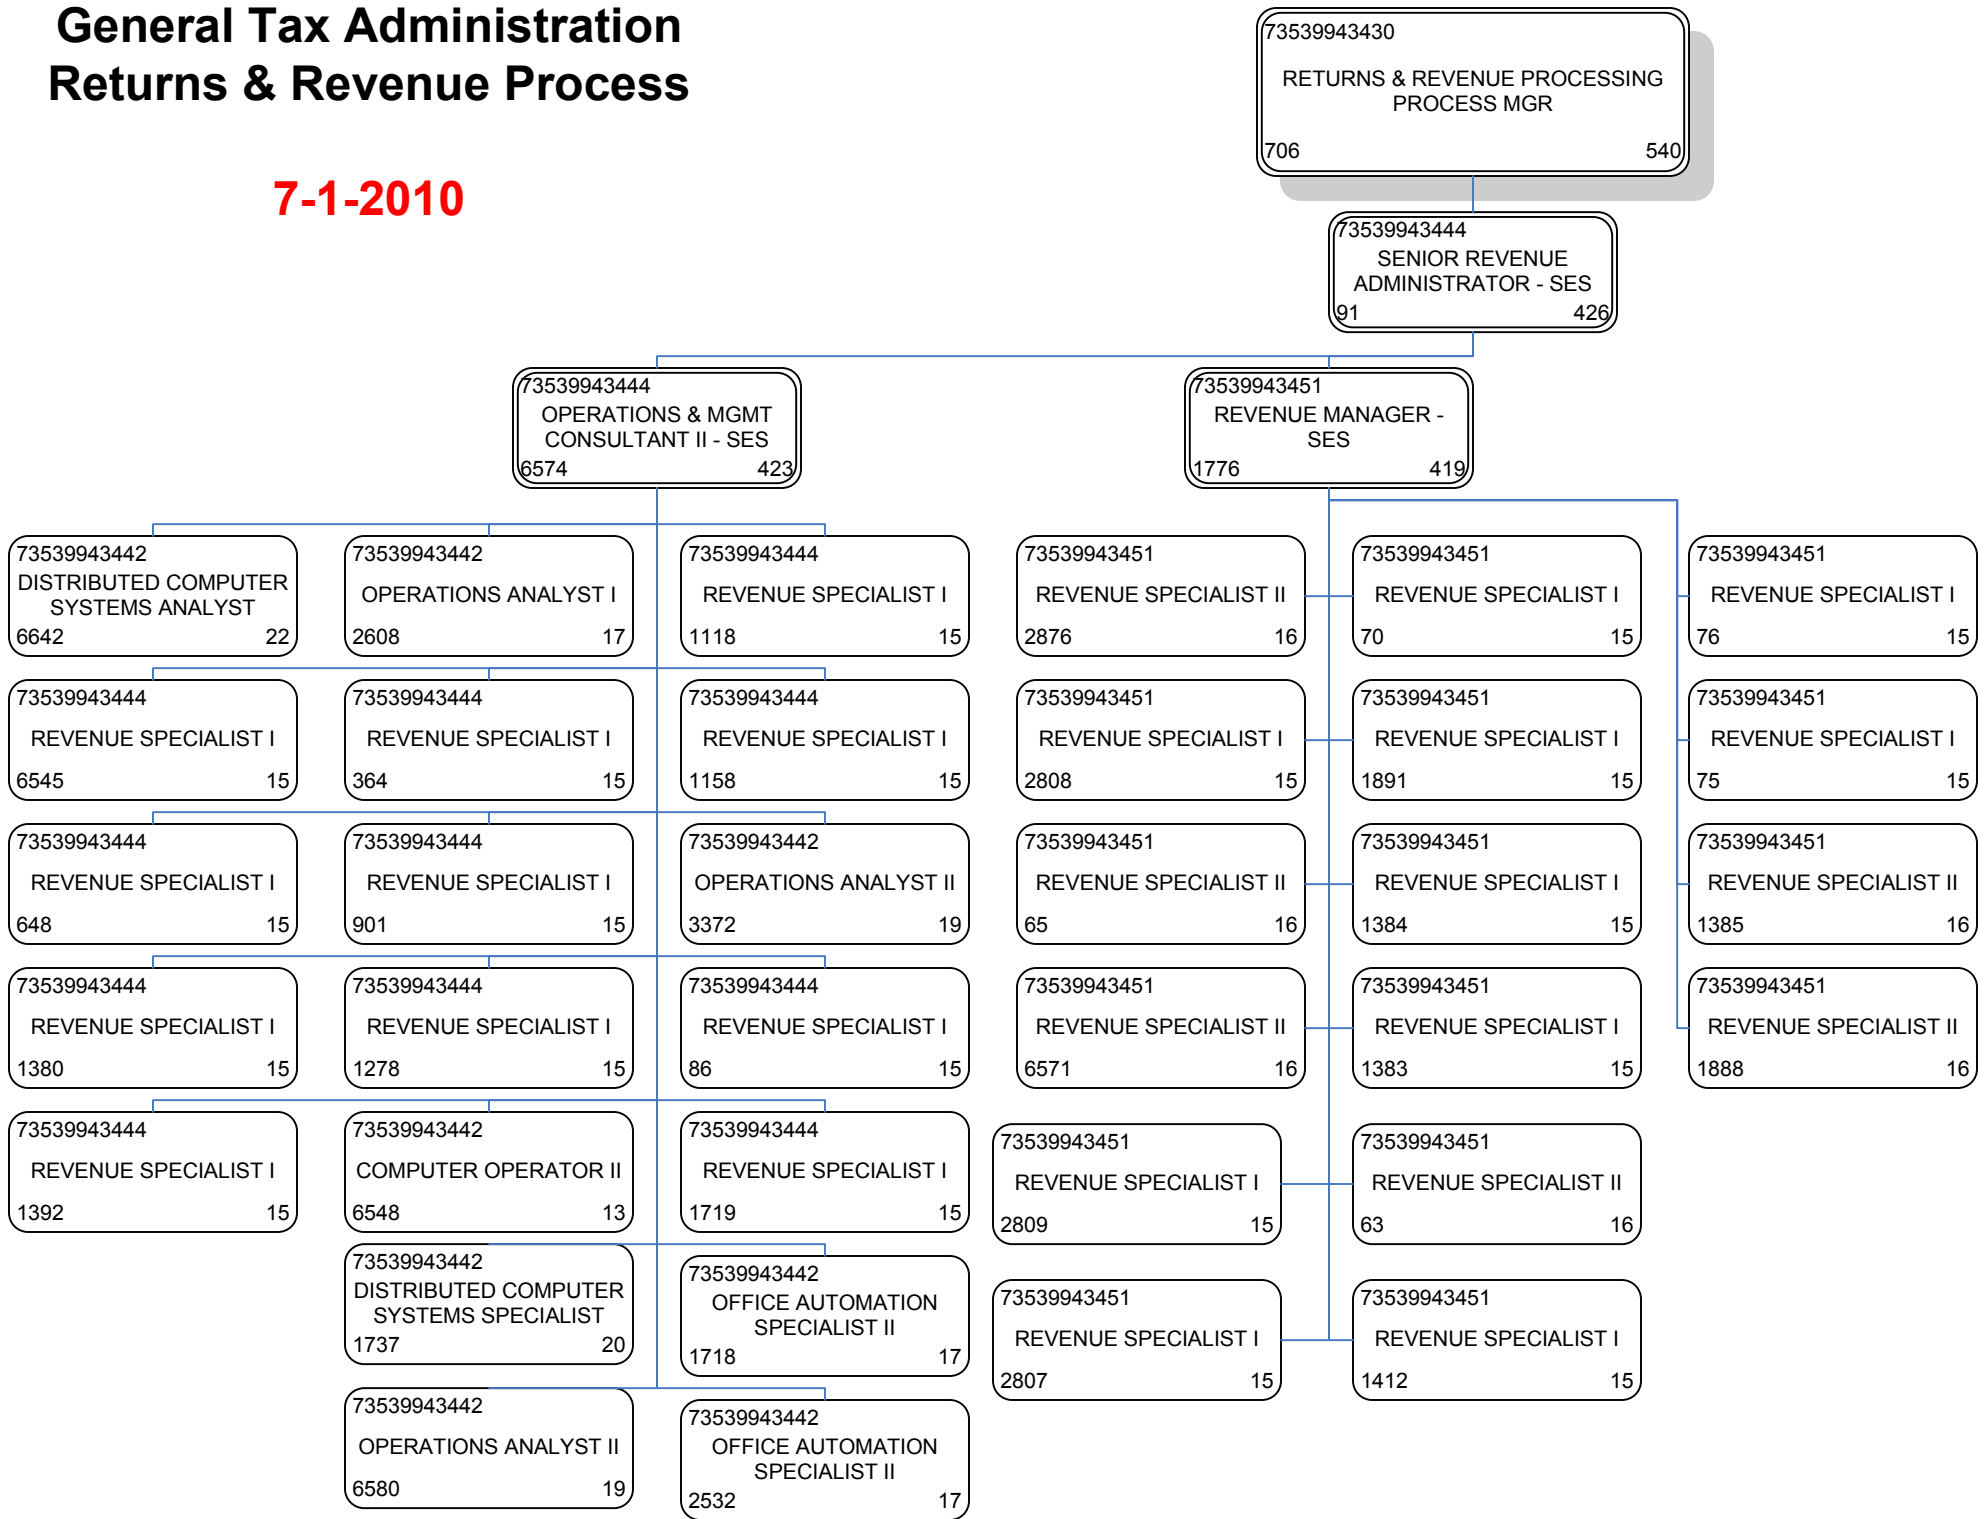 General Tax Administration
Returns & Revenue Process
7-1-2010
73539943430
RETURNS & REVENUE PROCESSING
PROCESS MGR
706 540
73539943444
SENIOR REVENUE
ADMINISTRATOR - SES
91 426
73539943444
OPERATIONS & MGMT
CONSULTANT II - SES
6574 423
73539943451
REVENUE MANAGER -
SES
1776 419
73539943442
DISTRIBUTED COMPUTER
SYSTEMS ANALYST
6642 22
73539943442
OPERATIONS ANALYST I
2608 17
73539943444
REVENUE SPECIALIST I
1118 15
73539943451
REVENUE SPECIALIST II
2876 16
73539943451
REVENUE SPECIALIST I
70 15
73539943451
REVENUE SPECIALIST I
76 15
73539943444
REVENUE SPECIALIST I
6545 15
73539943444
REVENUE SPECIALIST I
364 15
73539943444
REVENUE SPECIALIST I
1158 15
73539943451
REVENUE SPECIALIST I
2808 15
73539943451
REVENUE SPECIALIST I
1891 15
73539943451
REVENUE SPECIALIST I
75 15
73539943444
REVENUE SPECIALIST I
648 15
73539943444
REVENUE SPECIALIST I
901 15
73539943442
OPERATIONS ANALYST II
3372 19
73539943451
REVENUE SPECIALIST II
65 16
73539943451
REVENUE SPECIALIST I
1384 15
73539943451
REVENUE SPECIALIST II
1385 16
73539943444
REVENUE SPECIALIST I
1380 15
73539943444
REVENUE SPECIALIST I
1278 15
73539943444
REVENUE SPECIALIST I
86 15
73539943451
REVENUE SPECIALIST II
6571 16
73539943451
REVENUE SPECIALIST I
1383 15
73539943451
REVENUE SPECIALIST II
1888 16
73539943444
REVENUE SPECIALIST I
1392 15
73539943442
COMPUTER OPERATOR II
6548 13
73539943444
REVENUE SPECIALIST I
1719 15
73539943451
REVENUE SPECIALIST I
2809 15
73539943451
REVENUE SPECIALIST II
63 16
73539943442
DISTRIBUTED COMPUTER
SYSTEMS SPECIALIST
1737 20
73539943442
OFFICE AUTOMATION
SPECIALIST II
1718 17
73539943451
REVENUE SPECIALIST I
2807 15
73539943451
REVENUE SPECIALIST I
1412 15
73539943442
OPERATIONS ANALYST II
6580 19
73539943442
OFFICE AUTOMATION
SPECIALIST II
2532 17